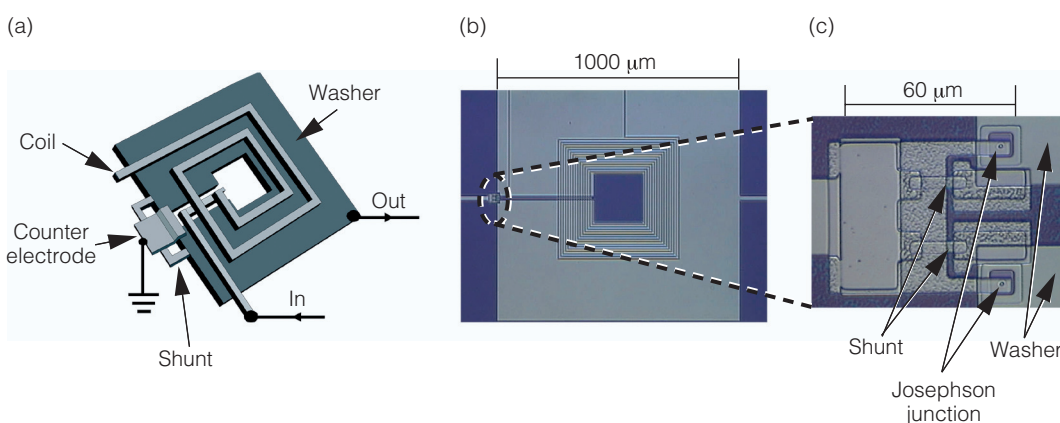 (a)
Washer
Coil
Out
Counter
electrode
In
Shunt
(b)
1000 μm
(c)
60 μm
Shunt
Washer
Josephson
junction